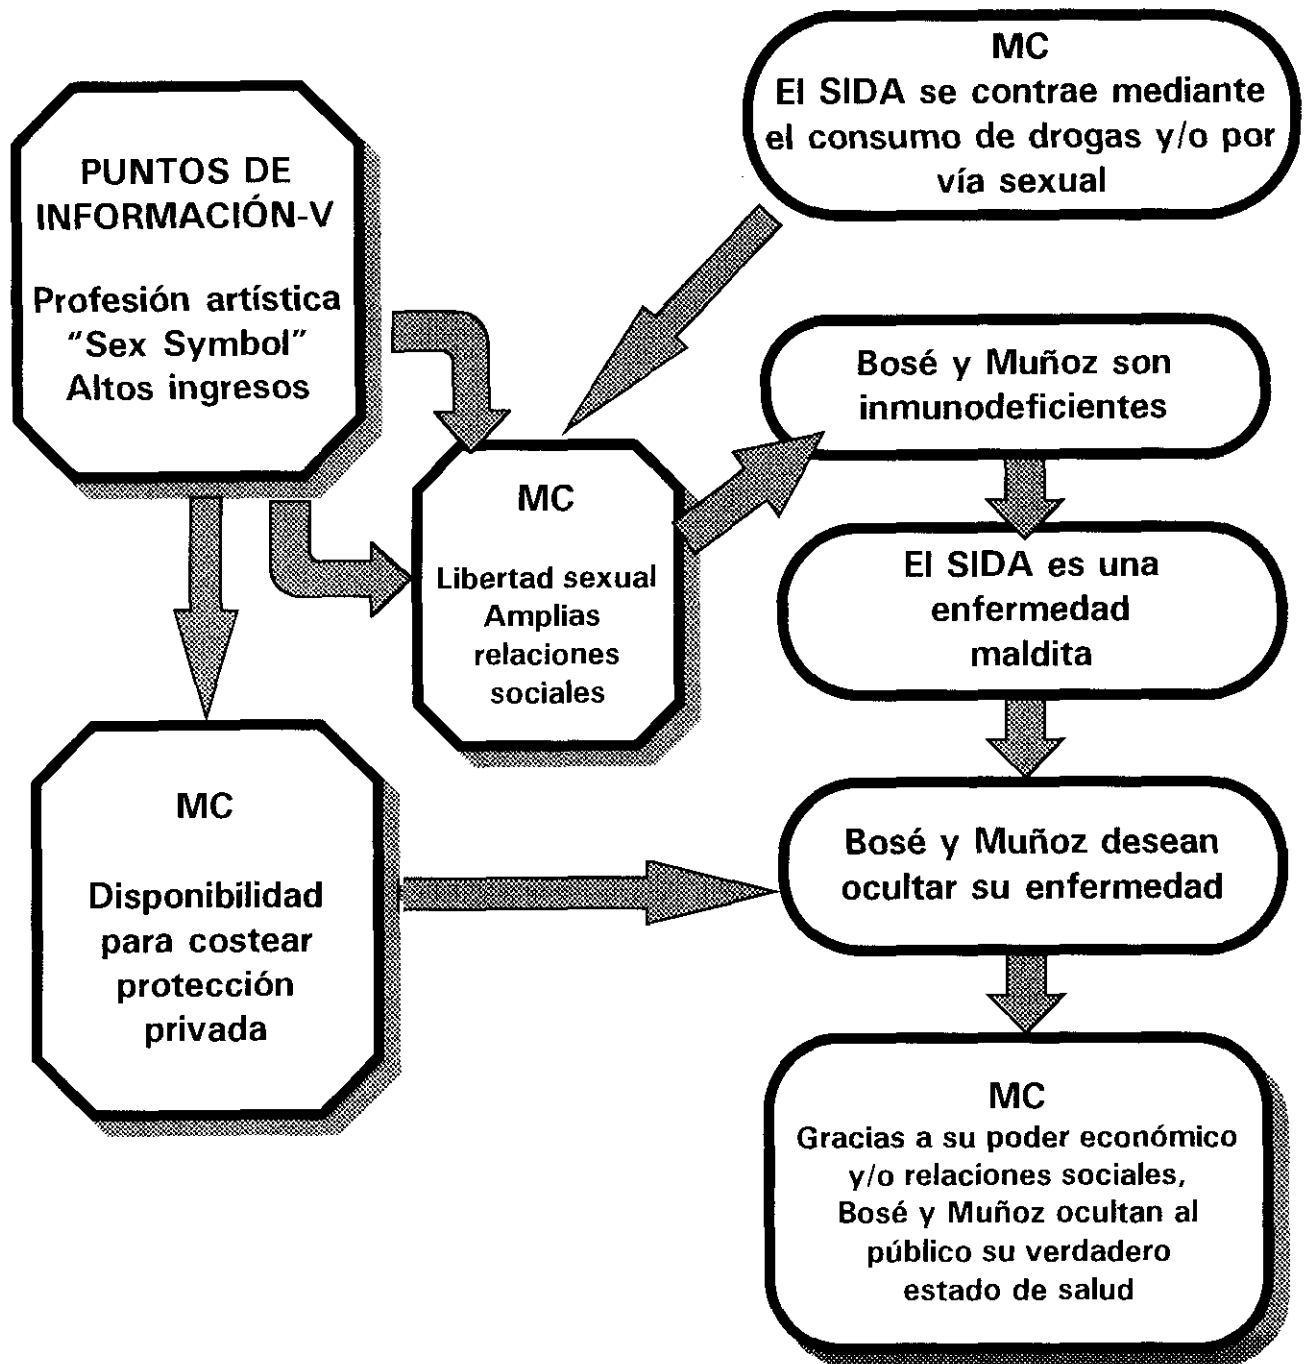 MC
El SIDA se contrae mediante
el consumo de drogas y/o por
vía sexual
PUNTOS DE
INFORMACIÓN-V
Profesión artística
"Sex Symbol"
Altos ingresos
Bosé y Muñoz son
inmunodeficientes
MC
Libertad sexual
Amplias
relaciones
sociales
El SIDA es una
enfermedad
maldita
MC
Disponibilidad
para costear
protección
privada
Bosé y Muñoz desean
ocultar su enfermedad
MC
Gracias a su poder económico
y/o relaciones sociales,
Bosé y Muñoz ocultan al
público su verdadero
estado de salud